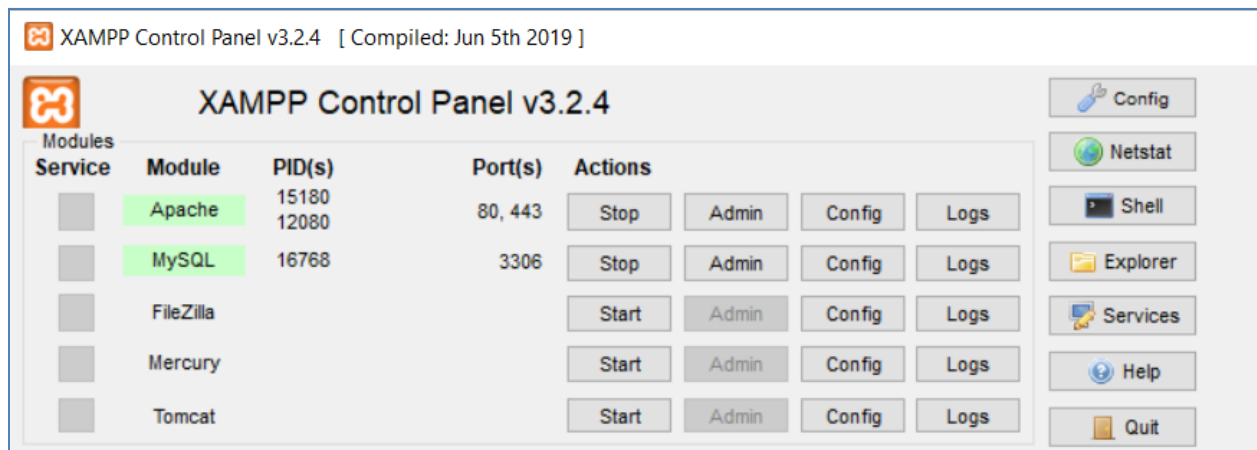 XAMPP Control Panel v3.2.4 [ Compiled: Jun 5th 2019 ]
XAMPP Control Panel v3.2.4
Modules
Service Module PID(s) Port(s) Actions
Apache 15180 12080 80, 443 Stop Admin Config Logs
MySQL 16768 3306 Stop Admin Config Logs
FileZilla Start Admin Config Logs
Mercury Start Admin Config Logs
Tomcat Start Admin Config Logs
Config
Netstat
Shell
Explorer
Services
Help
Quit